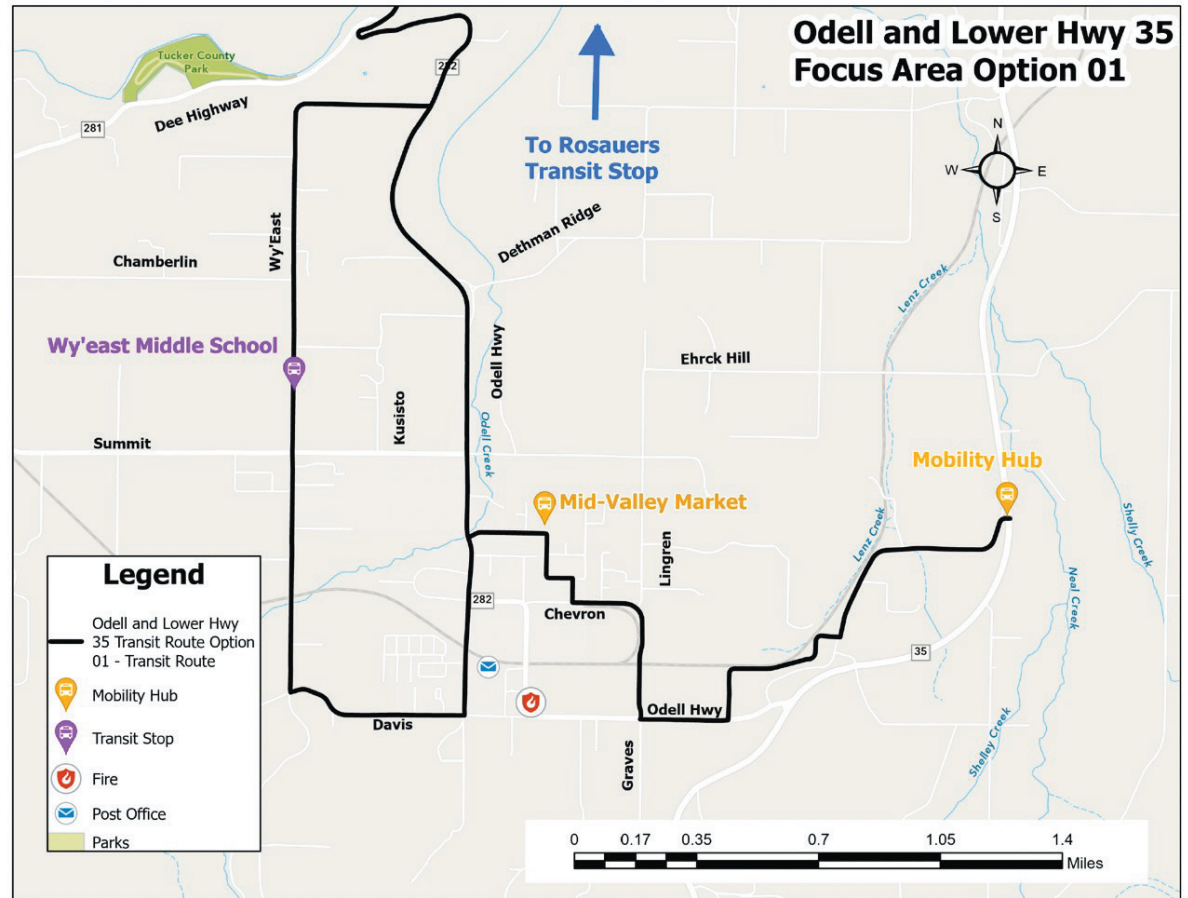 Odell and Lower Hwy 35
Focus Area Option 01
Tucker County
Park
282
Dee Highway
281
To Rosauers
Transit Stop
N
W
E
S
Wy'East
Dethman Ridge
Chamberlin
Lenz Creek
Wy'east Middle School
Odell Hwy
Ehrck Hill
Kusisto
Odell Creek
Summit
Mobility Hub
Mid-Valley Market
Shelly Creek
Lenz Creek
Lingren
Neal Creek
Legend
Odell and Lower Hwy
35 Transit Route Option
01 - Transit Route
Mobility Hub
Transit Stop
Fire
Post Office
Parks
282
Chevron
35
Shelley Creek
Davis
Odell Hwy
Graves
0 0.17 0.35 0.7 1.05 1.4
Miles